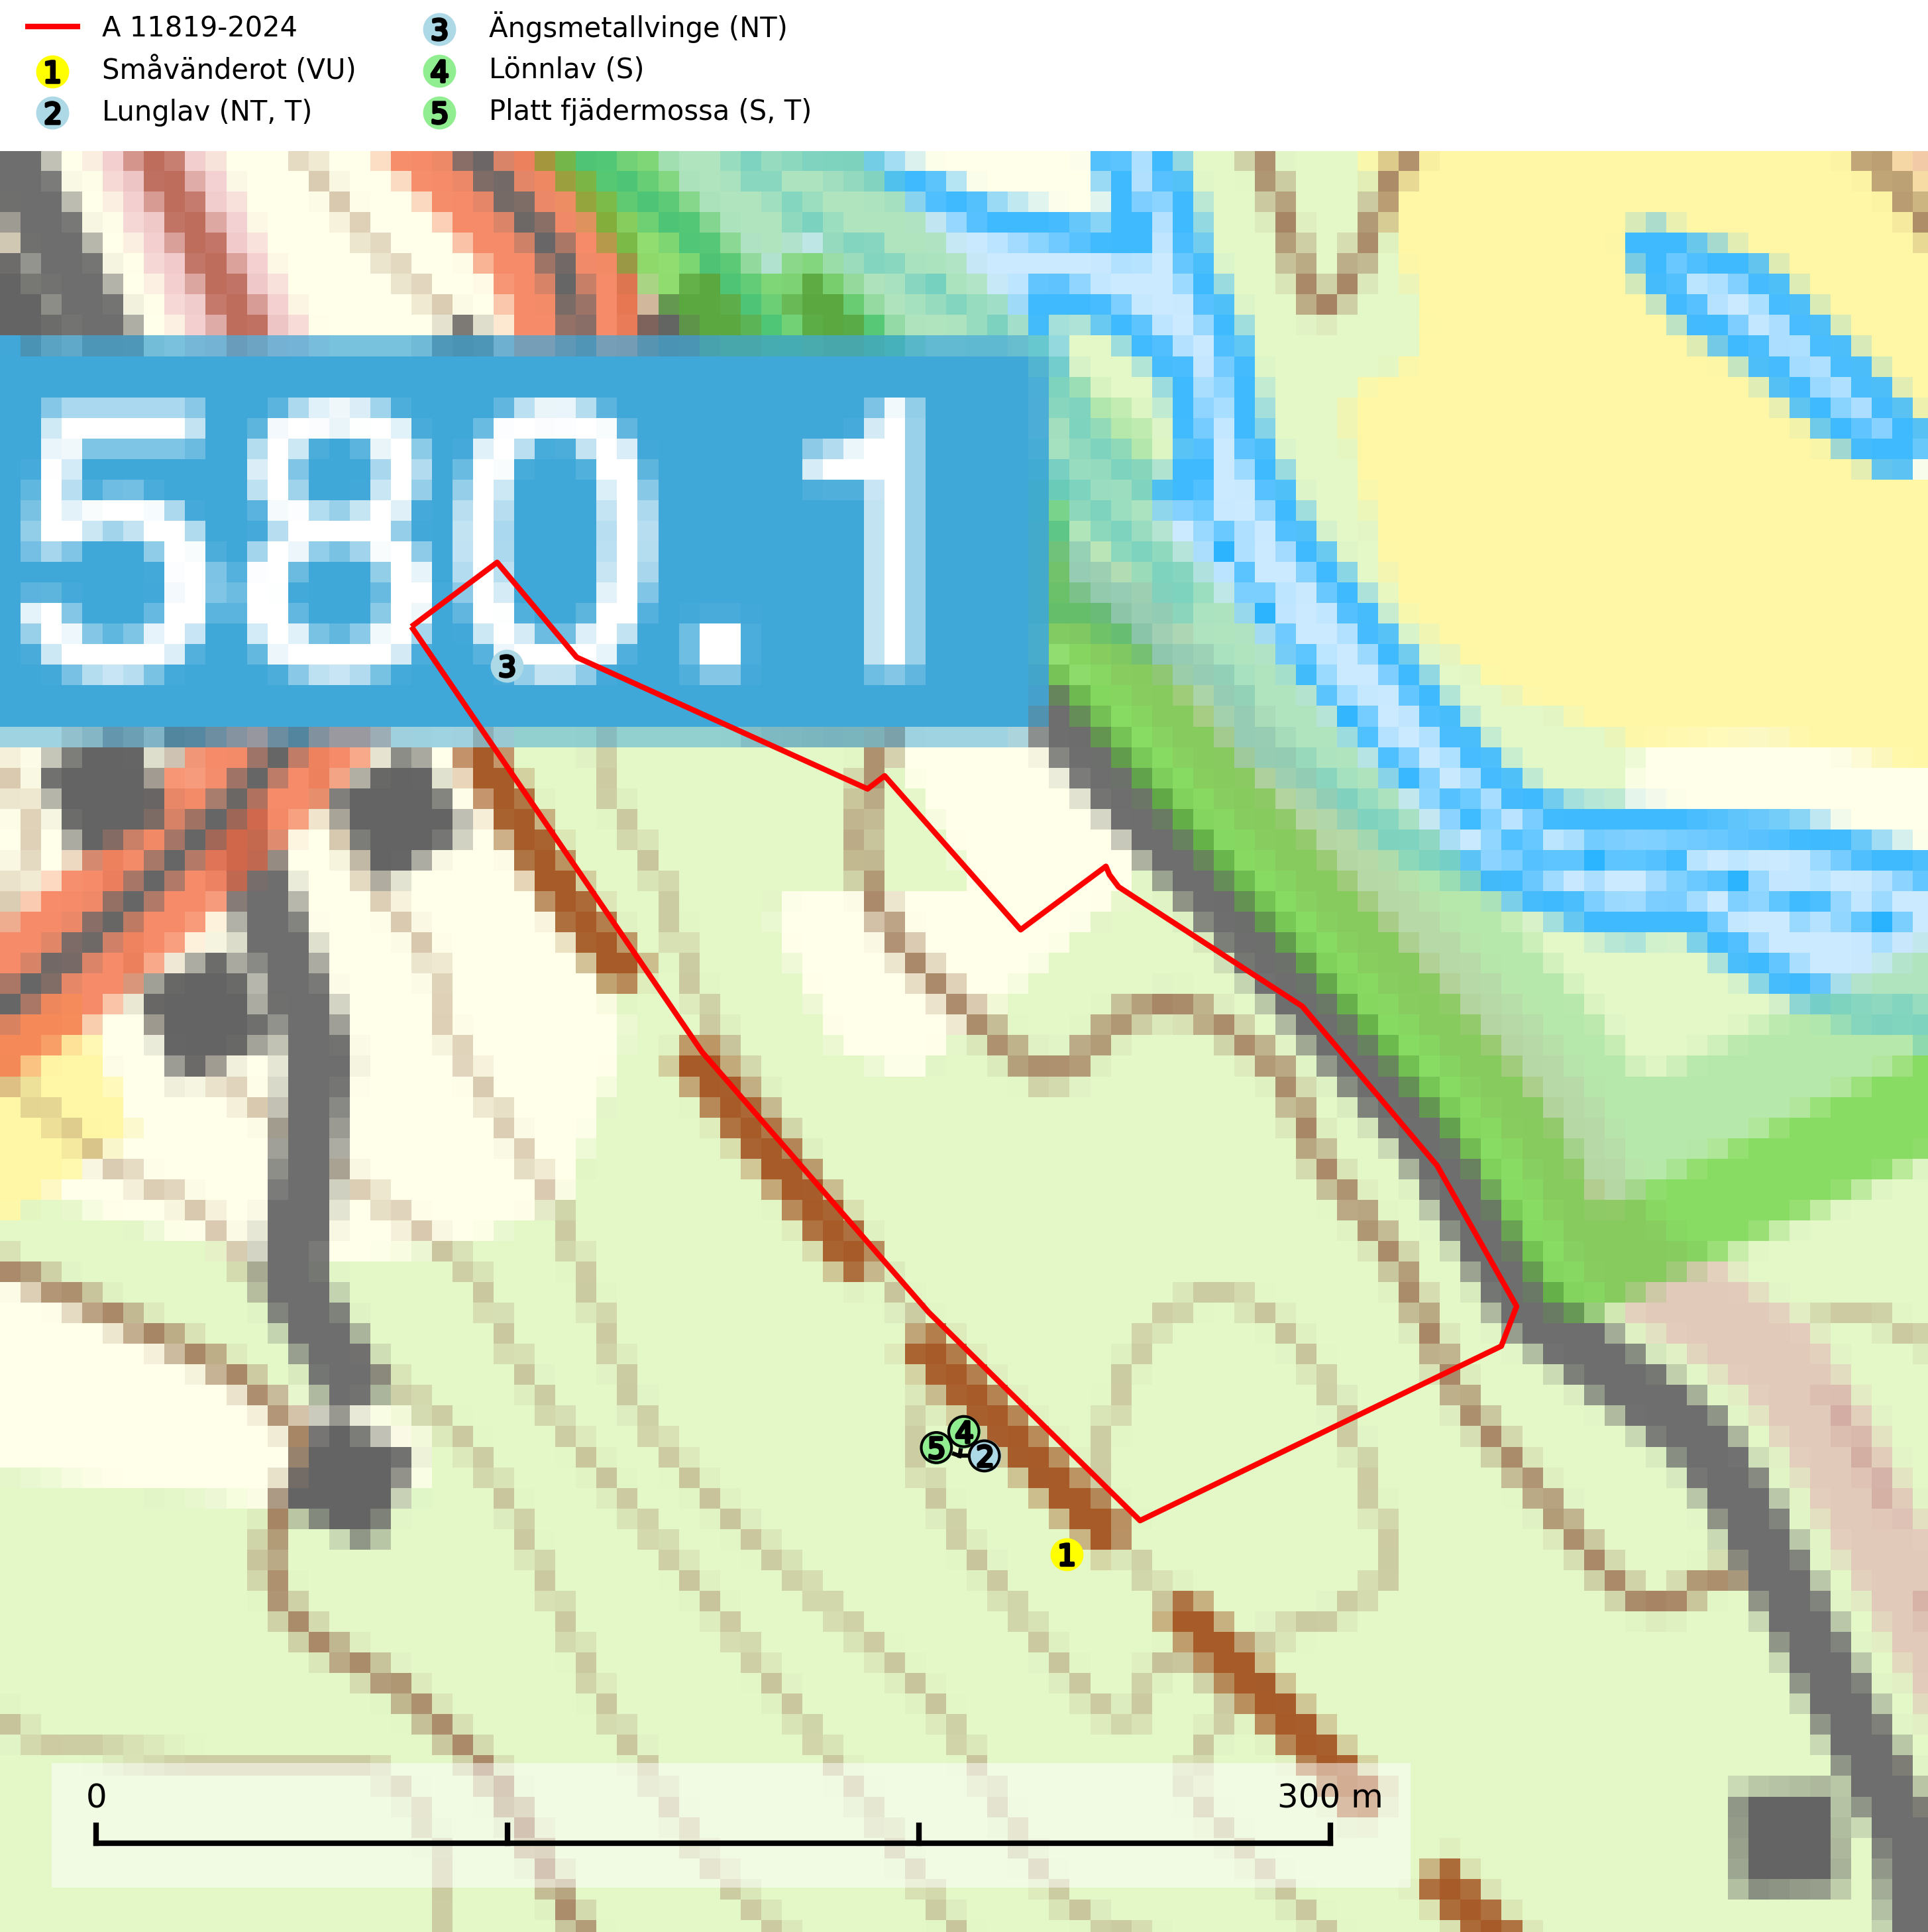 A 11819-2024
1 Småvänderot (VU)
2 Lunglav (NT, T)
3 Ängsmetallvinge (NT)
4 Lönnlav (S)
5 Platt fjädermossa (S, T)
580.1
3
4
5
2
1
0
300 m